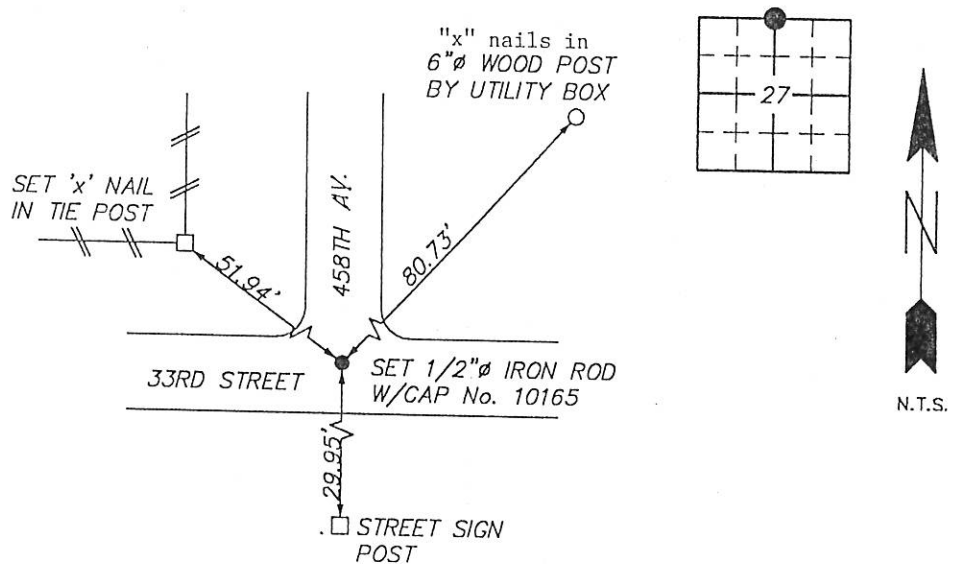 "x" nails in
6"ø WOOD POST
BY UTILITY BOX
27
SET 'x' NAIL
IN TIE POST
51.94'
458TH AV.
80.73'
N
33RD STREET
SET 1/2"ø IRON ROD
W/CAP No. 10165
N.T.S.
29.95'
STREET SIGN
POST